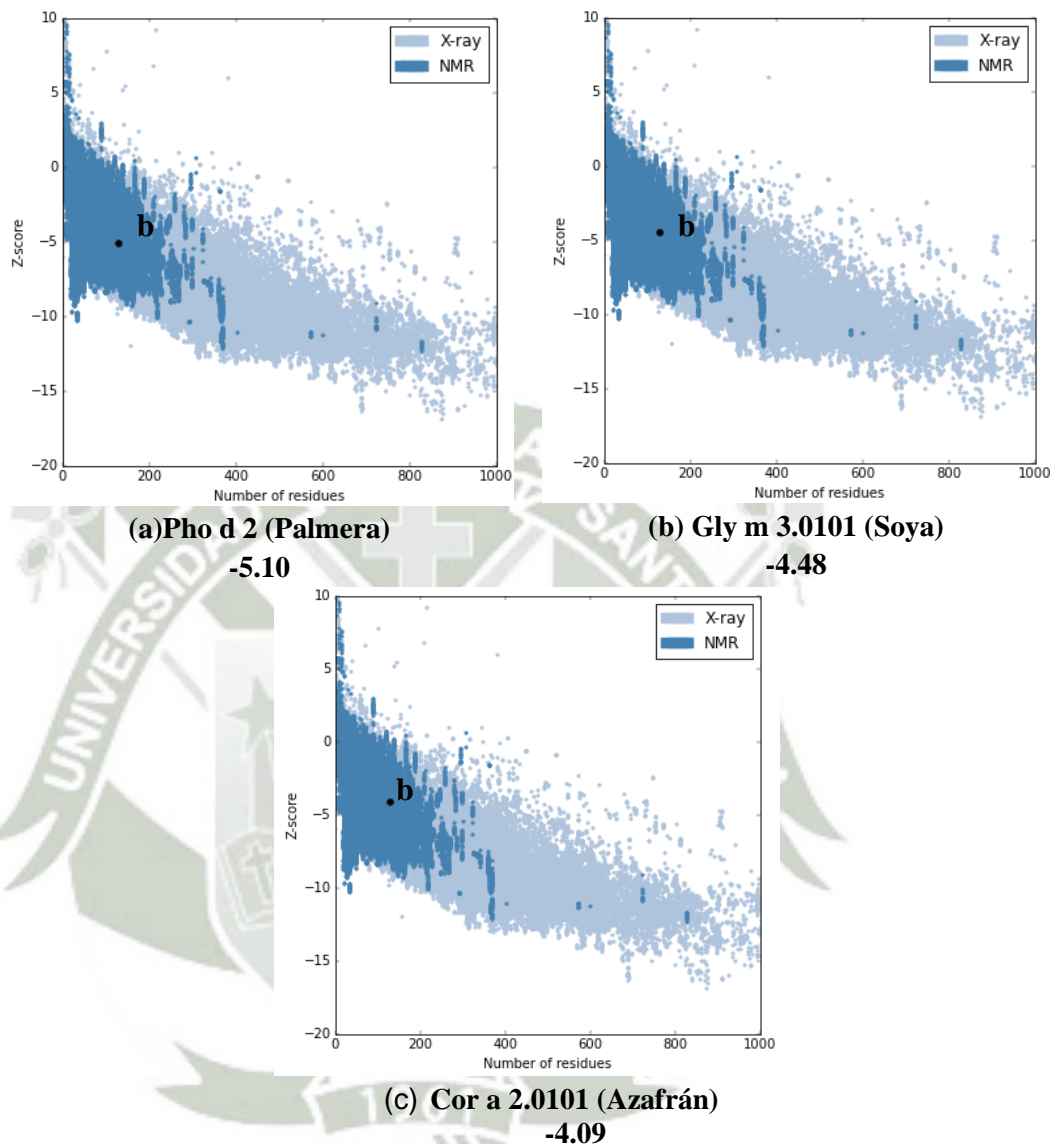 10
5
0
−5
−10
−15
−20
Z-score
X-ray
NMR
b
0 200 400 600 800 1000
Number of residues
(a)Pho d 2 (Palmera)
-5.10
10
5
0
−5
−10
−15
−20
Z-score
X-ray
NMR
b
0 200 400 600 800 1000
Number of residues
(b) Gly m 3.0101 (Soya)
-4.48
10
5
0
−5
−10
−15
−20
Z-score
X-ray
NMR
b
0 200 400 600 800 1000
Number of residues
(c) Cor a 2.0101 (Azafrán)
-4.09
UNIVERSIDA
SANT